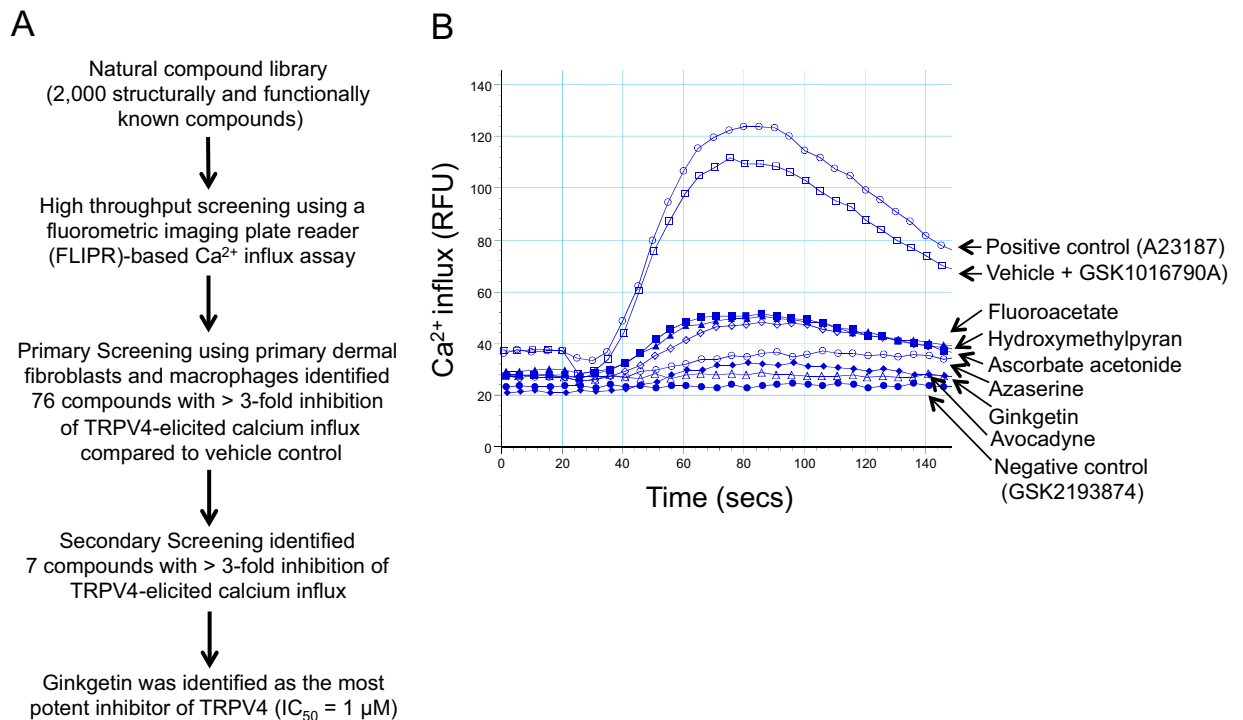 A
Natural compound library
(2,000 structurally and functionally
known compounds)
High throughput screening using a
fluorometric imaging plate reader
(FLIPR)-based Ca²⁺ influx assay
Primary Screening using primary dermal
fibroblasts and macrophages identified
76 compounds with > 3-fold inhibition
of TRPV4-elicited calcium influx
compared to vehicle control
Secondary Screening identified
7 compounds with > 3-fold inhibition of
TRPV4-elicited calcium influx
Ginkgetin was identified as the most
potent inhibitor of TRPV4 (IC₅₀ = 1 µM)
B
Ca²⁺ influx (RFU)
140
120
100
80
60
40
20
0
0 20 40 60 80 100 120 140
Time (secs)
Positive control (A23187)
Vehicle + GSK1016790A)
Fluoroacetate
Hydroxymethylpyran
Ascorbate acetonide
Azaserine
Ginkgetin
Avocadyne
Negative control
(GSK2193874)